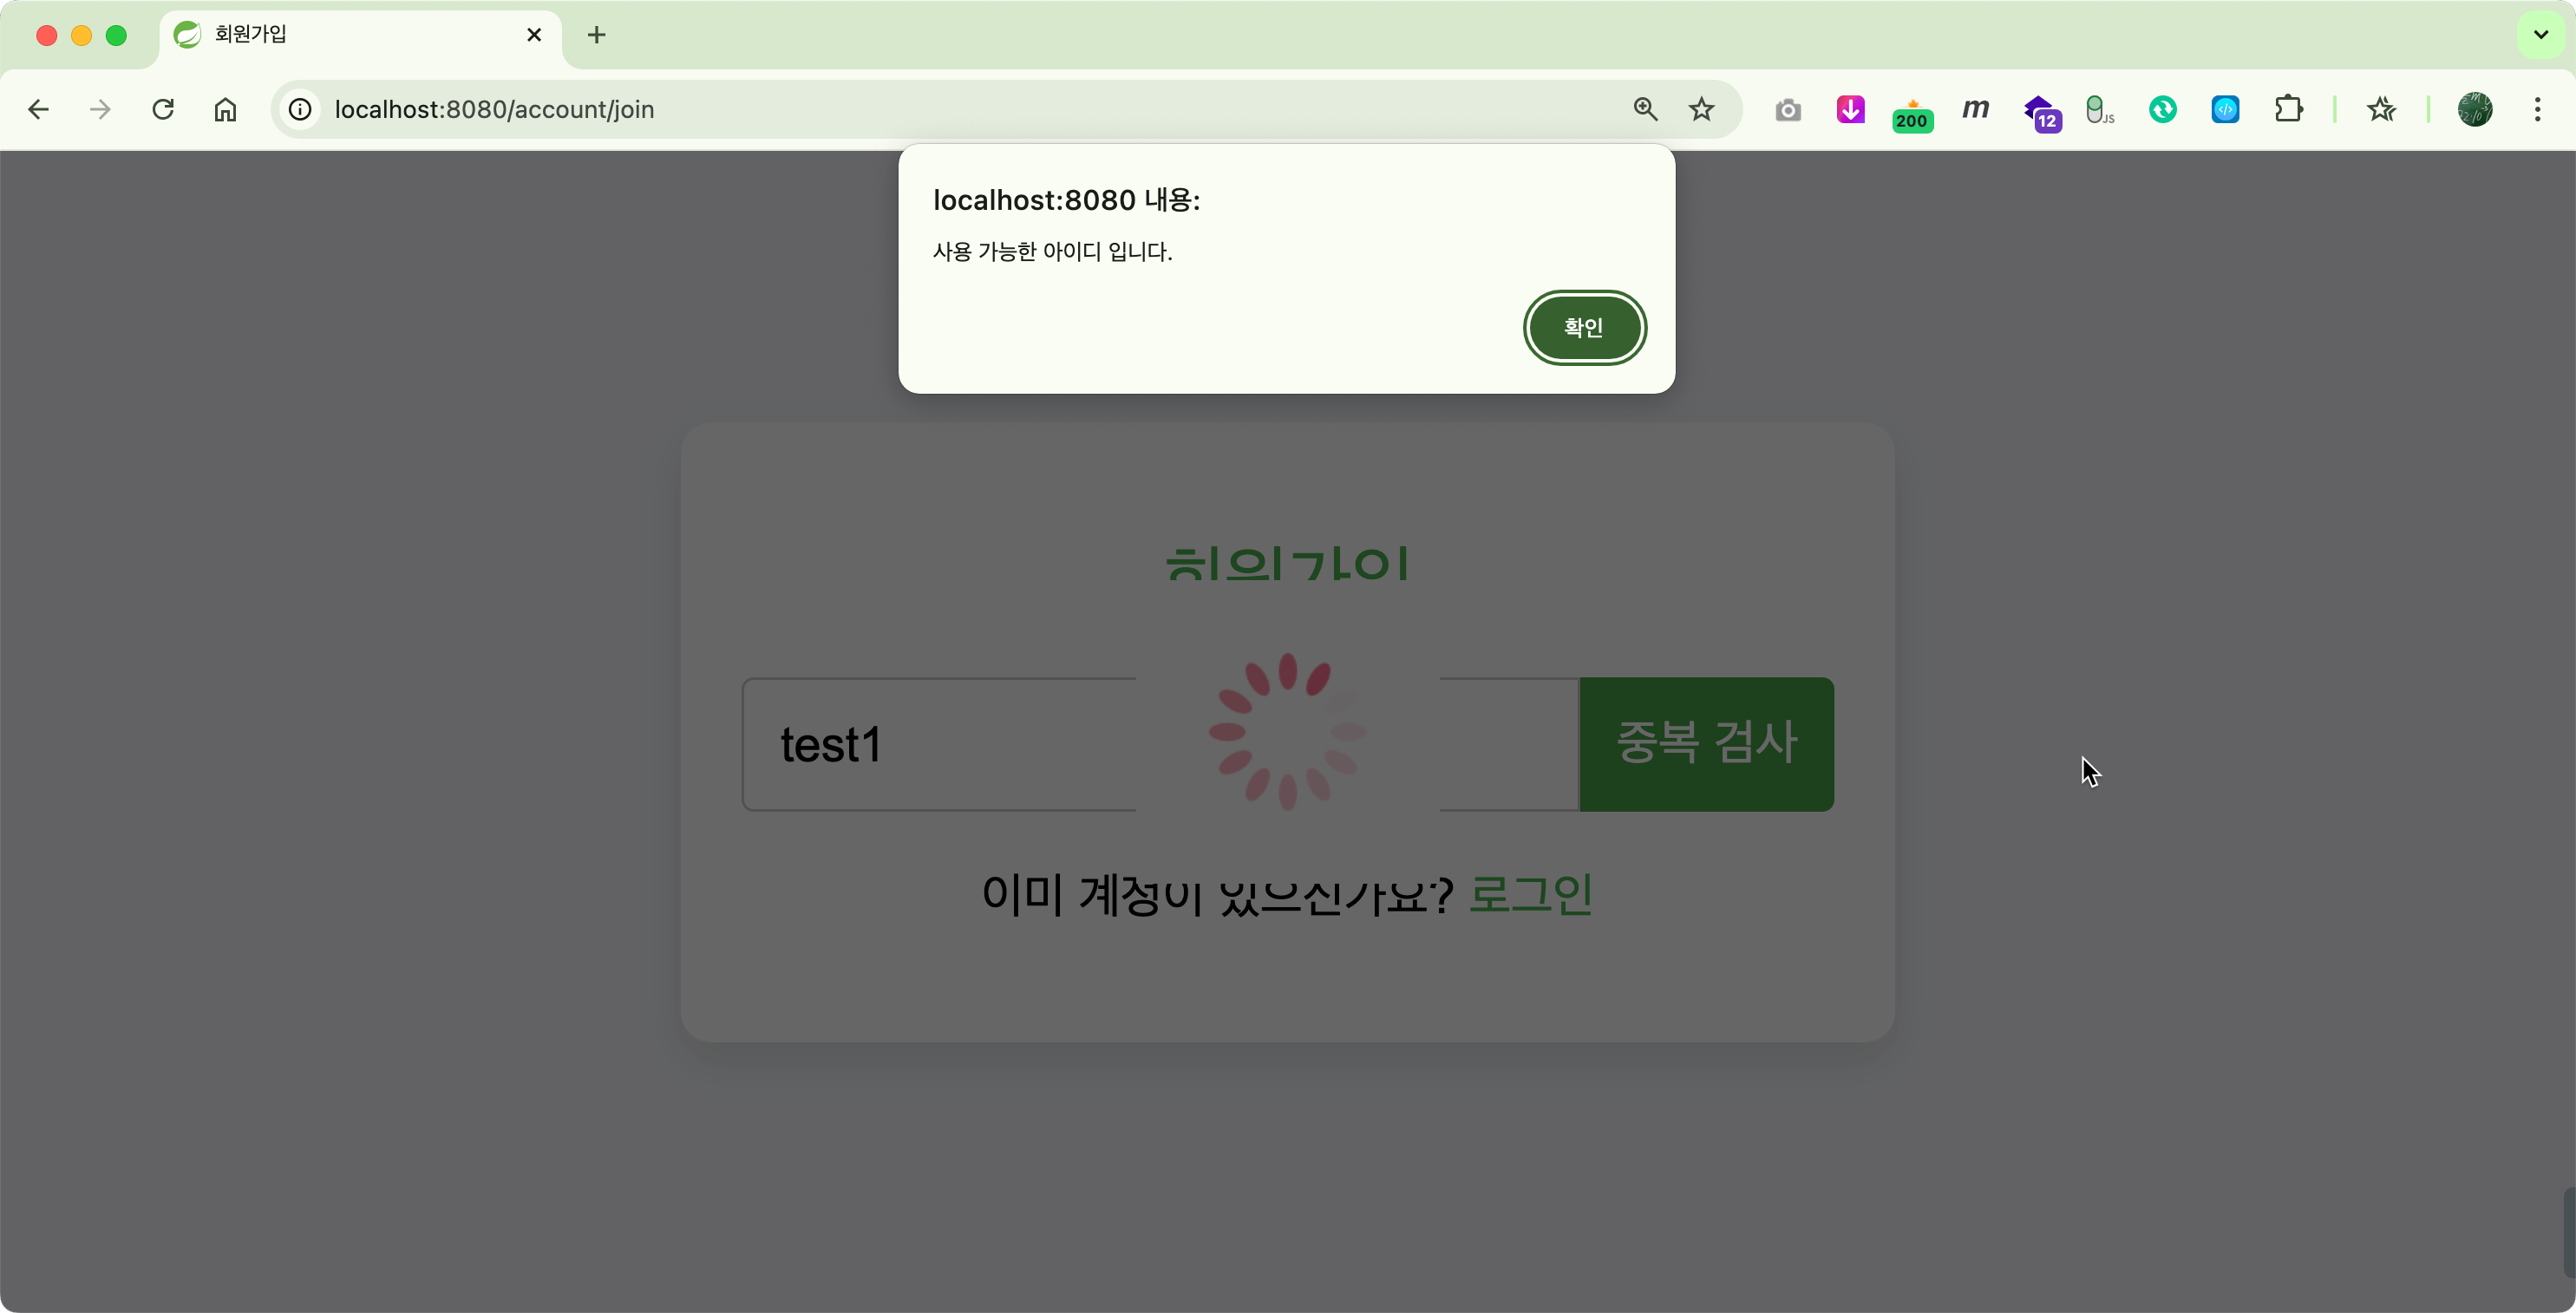 회원가입
localhost:8080/account/join
200
m
12
JS
localhost:8080 내용:
사용 가능한 아이디 입니다.
확인
회원가입
test1
중복 검사
이미 계정이 있으신가요? 로그인